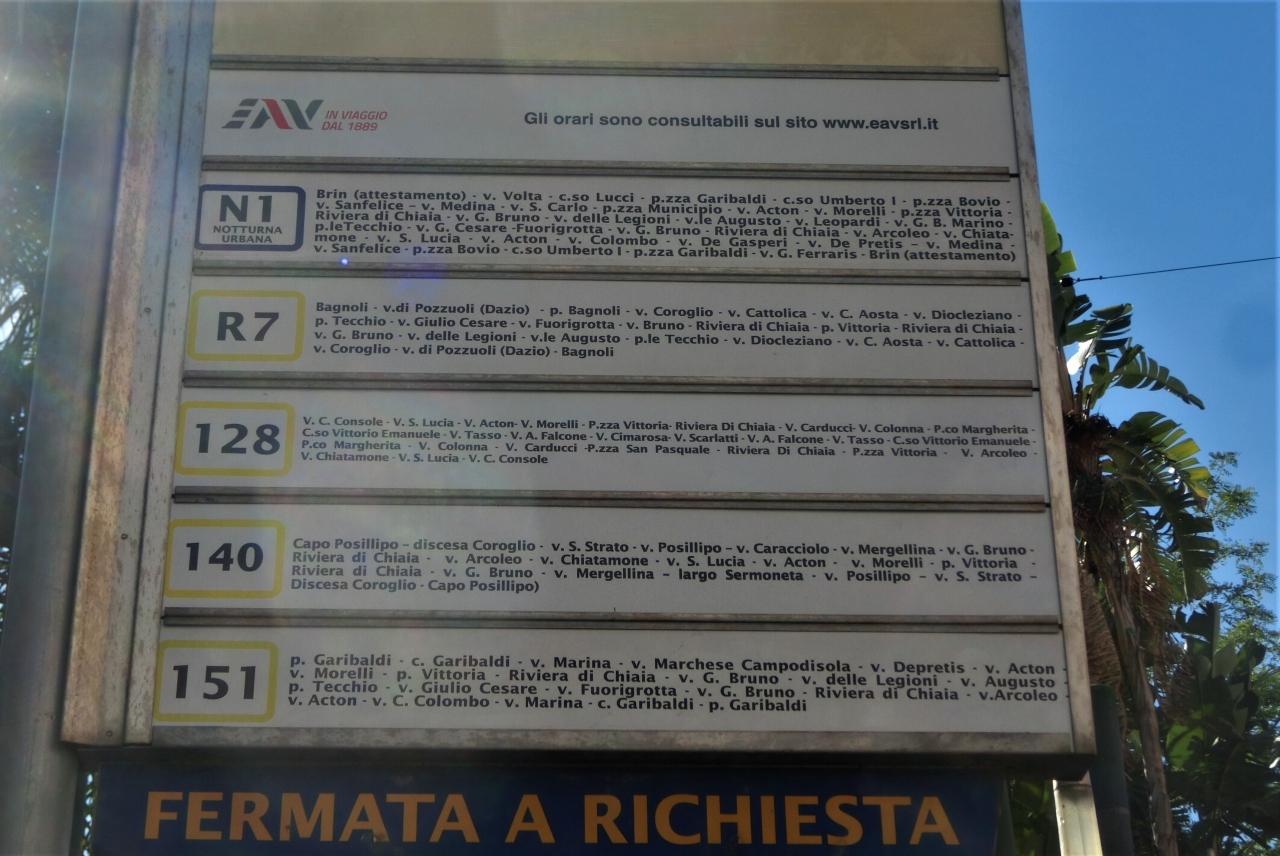 EAV IN VIAGGIO
DAL 1889
Gli orari sono consultabili sul sito www.eavsrl.it
N1
NOTTURNA
URBANA
Brin (attestamento) - v. Volta - c.so Lucci - p.zza Garibaldi - c.so Umberto I - p.zza Bovio -
v. Sanfelice – v. Medina - v. S. Carlo - p.zza Municipio - v. Acton - v. Morelli - p.zza Vittoria -
Riviera di Chiaia - v. G. Bruno - v. delle Legioni - v.le Augusto - v. Leopardi - v. G. B. Marino -
p.leTecchio - v. G. Cesare -Fuorigrotta - v. G. Bruno - Riviera di Chiaia - v. Arcoleo - v. Chiata-
mone - v. S. Lucia - v. Acton - v. Colombo - v. De Gasperi - v. De Pretis – v. Medina -
v. Sanfelice - p.zza Bovio - c.so Umberto I - p.zza Garibaldi - v. G. Ferraris - Brin (attestamento)
R7
Bagnoli - v.di Pozzuoli (Dazio) - p. Bagnoli - v. Coroglio - v. Cattolica - v. C. Aosta - v. Diocleziano -
p. Tecchio - v. Giulio Cesare - v. Fuorigrotta - v. Bruno - Riviera di Chiaia - p. Vittoria - Riviera di Chiaia
v. G. Bruno - v. delle Legioni - v.le Augusto - p.le Tecchio - v. Diocleziano - v. C. Aosta - v. Cattolica -
v. Coroglio - v. di Pozzuoli (Dazio) - Bagnoli
128
V. C. Console - V. S. Lucia - V. Acton- V. Morelli - P.zza Vittoria- Riviera Di Chiaia - V. Carducci- V. Colonna - P.co Margherita-
C.so Vittorio Emanuele - V. Tasso - V. A. Falcone - V. Cimarosa- V. Scarlatti - V. A. Falcone - V. Tasso - C.so Vittorio Emanuele -
P.co Margherita - V. Colonna - V. Carducci -P.zza San Pasquale - Riviera Di Chiaia - P.zza Vittoria - V. Arcoleo -
V. Chiatamone - V. S. Lucia - V. C. Console
140
Capo Posillipo – discesa Coroglio - v. S. Strato - v. Posillipo – v. Caracciolo - v. Mergellina - v. G. Bruno -
Riviera di Chiaia - v. Arcoleo - v. Chiatamone - v. S. Lucia - v. Acton - v. Morelli - p. Vittoria -
Riviera di Chiaia - v. G. Bruno - v. Mergellina – largo Sermoneta - v. Posillipo – v. S. Strato –
Discesa Coroglio - Capo Posillipo)
151
p. Garibaldi - c. Garibaldi - v. Marina - v. Marchese Campodisola - v. Depretis - v. Acton -
v. Morelli - p. Vittoria - Riviera di Chiaia - v. G. Bruno - v. delle Legioni - v. Augusto
p. Tecchio - v. Giulio Cesare - v. Fuorigrotta - v. G. Bruno - Riviera di Chiaia - v.Arcoleo -
v. Acton - v. C. Colombo - v. Marina - c. Garibaldi - p. Garibaldi
FERMATA A RICHIESTA